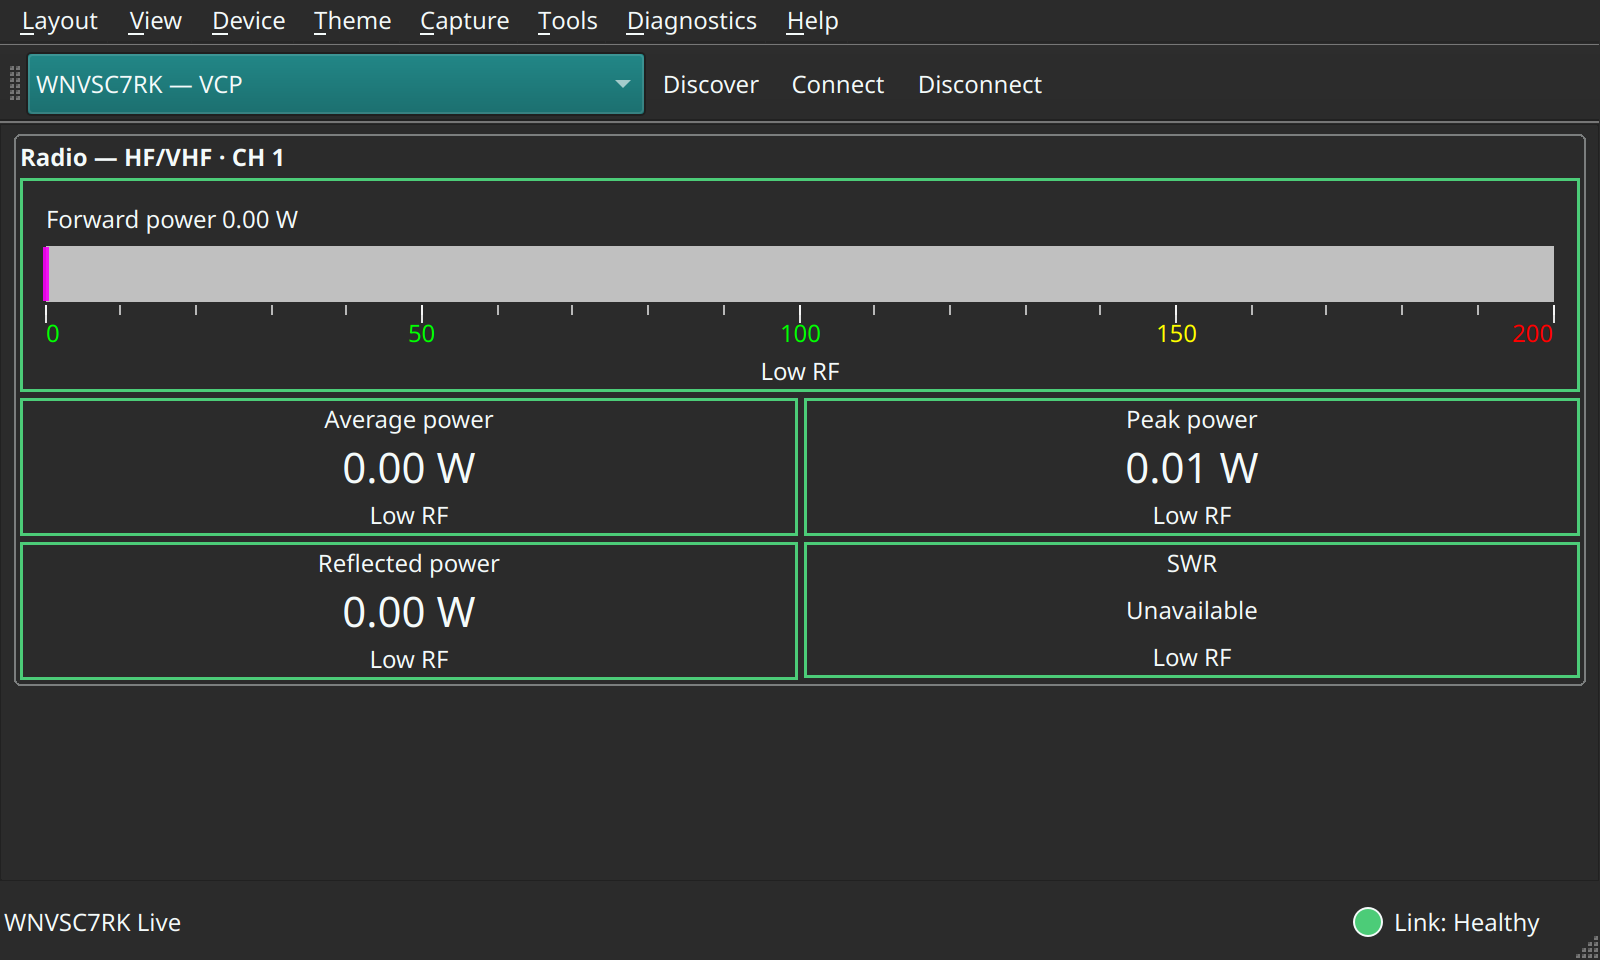 Layout View Device Theme Capture Tools Diagnostics Help
WNVSC7RK — VCP Discover Connect Disconnect
Radio — HF/VHF · CH 1
Forward power 0.00 W
0 50 100 150 200
Low RF
Average power
0.00 W
Low RF
Peak power
0.01 W
Low RF
Reflected power
0.00 W
Low RF
SWR
Unavailable
Low RF
WNVSC7RK Live Link: Healthy